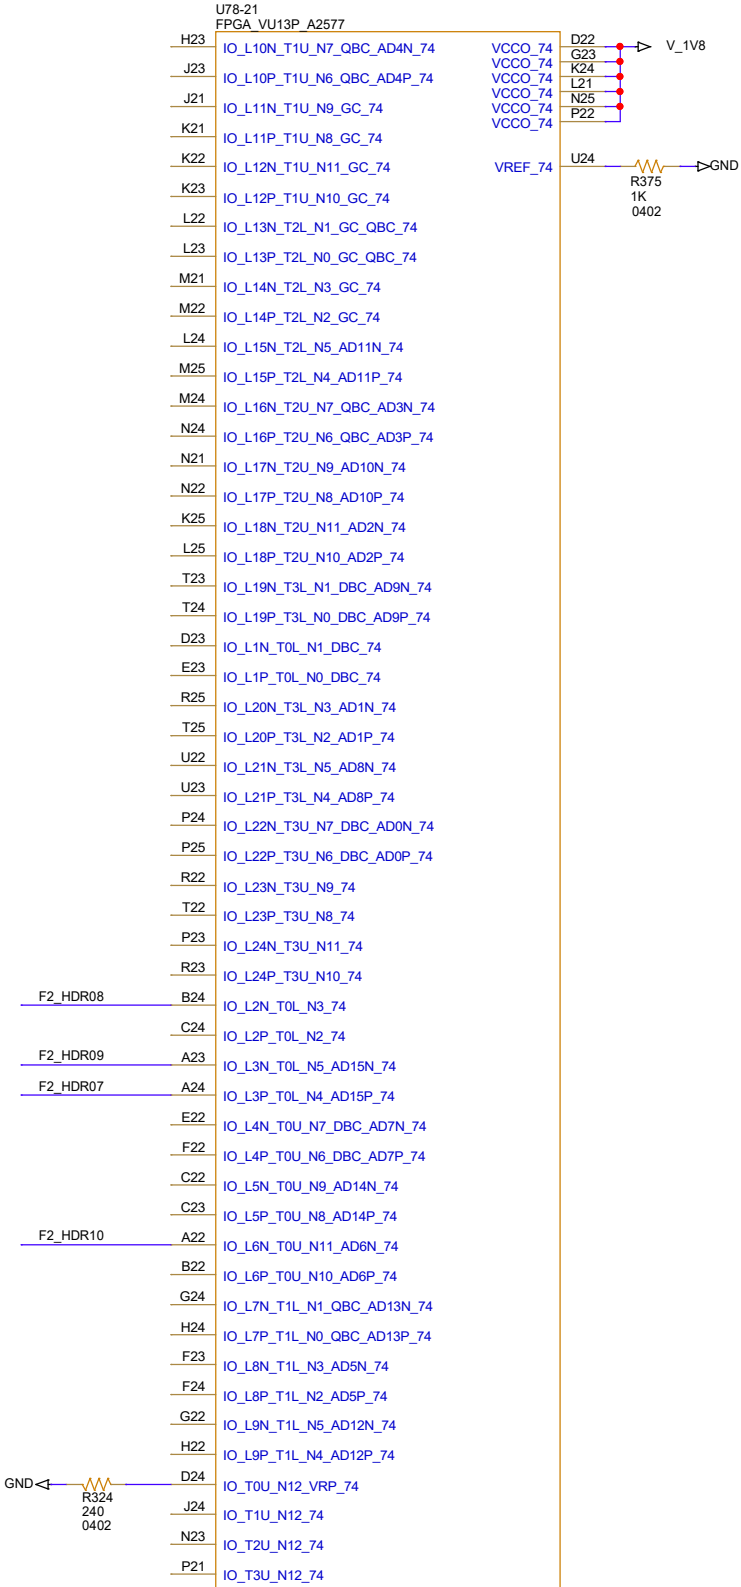 U78-21
FPGA_VU13P_A2577
H23 IO_L10N_T1U_N7_QBC_AD4N_74 VCCO_74 D22 V_1V8
VCCO_74 G23
J23 IO_L10P_T1U_N6_QBC_AD4P_74 VCCO_74 K24
VCCO_74 L21
J21 IO_L11N_T1U_N9_GC_74 VCCO_74 N25
VCCO_74 P22
K21 IO_L11P_T1U_N8_GC_74
K22 IO_L12N_T1U_N11_GC_74 VREF_74 U24 GND
R375
1K
0402
K23 IO_L12P_T1U_N10_GC_74
L22 IO_L13N_T2L_N1_GC_QBC_74
L23 IO_L13P_T2L_N0_GC_QBC_74
M21 IO_L14N_T2L_N3_GC_74
M22 IO_L14P_T2L_N2_GC_74
L24 IO_L15N_T2L_N5_AD11N_74
M25 IO_L15P_T2L_N4_AD11P_74
M24 IO_L16N_T2U_N7_QBC_AD3N_74
N24 IO_L16P_T2U_N6_QBC_AD3P_74
N21 IO_L17N_T2U_N9_AD10N_74
N22 IO_L17P_T2U_N8_AD10P_74
K25 IO_L18N_T2U_N11_AD2N_74
L25 IO_L18P_T2U_N10_AD2P_74
T23 IO_L19N_T3L_N1_DBC_AD9N_74
T24 IO_L19P_T3L_N0_DBC_AD9P_74
D23 IO_L1N_T0L_N1_DBC_74
E23 IO_L1P_T0L_N0_DBC_74
R25 IO_L20N_T3L_N3_AD1N_74
T25 IO_L20P_T3L_N2_AD1P_74
U22 IO_L21N_T3L_N5_AD8N_74
U23 IO_L21P_T3L_N4_AD8P_74
P24 IO_L22N_T3U_N7_DBC_AD0N_74
P25 IO_L22P_T3U_N6_DBC_AD0P_74
R22 IO_L23N_T3U_N9_74
T22 IO_L23P_T3U_N8_74
P23 IO_L24N_T3U_N11_74
R23 IO_L24P_T3U_N10_74
F2_HDR08 B24 IO_L2N_T0L_N3_74
C24 IO_L2P_T0L_N2_74
F2_HDR09 A23 IO_L3N_T0L_N5_AD15N_74
F2_HDR07 A24 IO_L3P_T0L_N4_AD15P_74
E22 IO_L4N_T0U_N7_DBC_AD7N_74
F22 IO_L4P_T0U_N6_DBC_AD7P_74
C22 IO_L5N_T0U_N9_AD14N_74
C23 IO_L5P_T0U_N8_AD14P_74
F2_HDR10 A22 IO_L6N_T0U_N11_AD6N_74
B22 IO_L6P_T0U_N10_AD6P_74
G24 IO_L7N_T1L_N1_QBC_AD13N_74
H24 IO_L7P_T1L_N0_QBC_AD13P_74
F23 IO_L8N_T1L_N3_AD5N_74
F24 IO_L8P_T1L_N2_AD5P_74
G22 IO_L9N_T1L_N5_AD12N_74
H22 IO_L9P_T1L_N4_AD12P_74
GND D24 IO_T0U_N12_VRP_74
R324
240
0402
J24 IO_T1U_N12_74
N23 IO_T2U_N12_74
P21 IO_T3U_N12_74